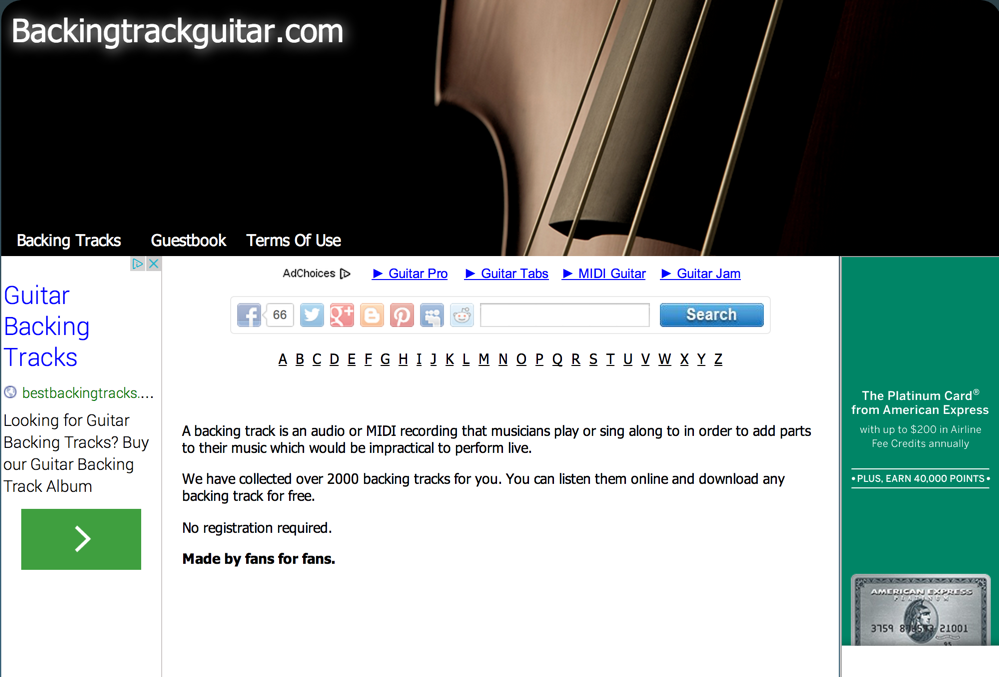 Backingtrackguitar.com
Backing Tracks Guestbook Terms Of Use
AdChoices ► Guitar Pro ► Guitar Tabs ► MIDI Guitar ► Guitar Jam
Guitar
Backing
Tracks
bestbackingtracks....
Looking for Guitar
Backing Tracks? Buy
our Guitar Backing
Track Album
66 Search
A B C D E F G H I J K L M N O P Q R S T U V W X Y Z
A backing track is an audio or MIDI recording that musicians play or sing along to in order to add parts
to their music which would be impractical to perform live.
We have collected over 2000 backing tracks for you. You can listen them online and download any
backing track for free.
No registration required.
Made by fans for fans.
The Platinum Card®
from American Express
with up to $200 in Airline
Fee Credits annually
• PLUS, EARN 40,000 POINTS •
AMERICAN EXPRESS
PLATINUM
3759 21001